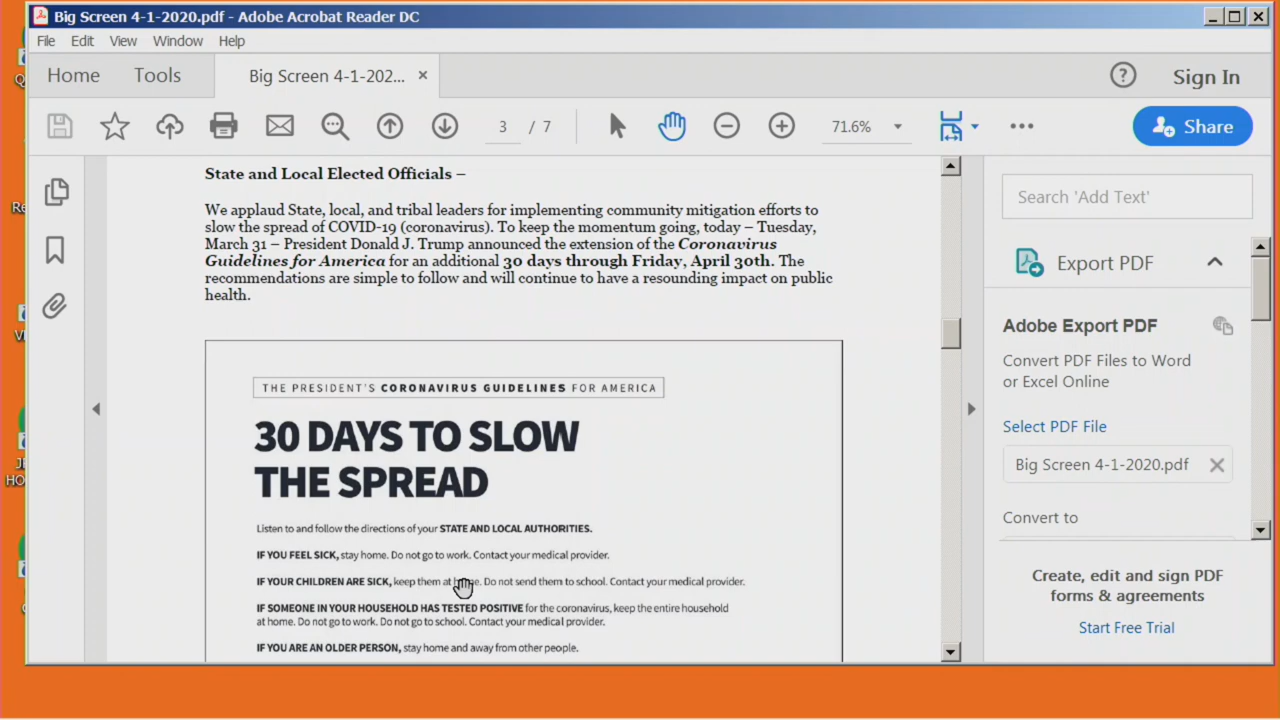 Big Screen 4-1-2020.pdf - Adobe Acrobat Reader DC
File Edit View Window Help
Home Tools Big Screen 4-1-202... × ? Sign In
3 / 7 71.6% Share
State and Local Elected Officials –
We applaud State, local, and tribal leaders for implementing community mitigation efforts to
slow the spread of COVID-19 (coronavirus). To keep the momentum going, today – Tuesday,
March 31 – President Donald J. Trump announced the extension of the Coronavirus
Guidelines for America for an additional 30 days through Friday, April 30th. The
recommendations are simple to follow and will continue to have a resounding impact on public
health.
THE PRESIDENT'S CORONAVIRUS GUIDELINES FOR AMERICA
30 DAYS TO SLOW
THE SPREAD
Listen to and follow the directions of your STATE AND LOCAL AUTHORITIES.
IF YOU FEEL SICK, stay home. Do not go to work. Contact your medical provider.
IF YOUR CHILDREN ARE SICK, keep them at home. Do not send them to school. Contact your medical provider.
IF SOMEONE IN YOUR HOUSEHOLD HAS TESTED POSITIVE for the coronavirus, keep the entire household
at home. Do not go to work. Do not go to school. Contact your medical provider.
IF YOU ARE AN OLDER PERSON, stay home and away from other people.
Search 'Add Text'
Export PDF
Adobe Export PDF
Convert PDF Files to Word
or Excel Online
Select PDF File
Big Screen 4-1-2020.pdf
Convert to
Create, edit and sign PDF
forms & agreements
Start Free Trial